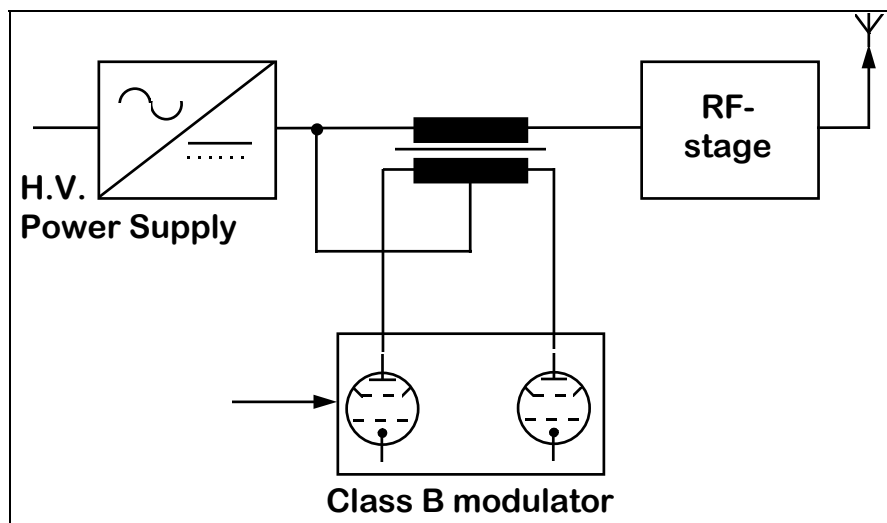 RF-
stage
H.V.
Power Supply
Class B modulator